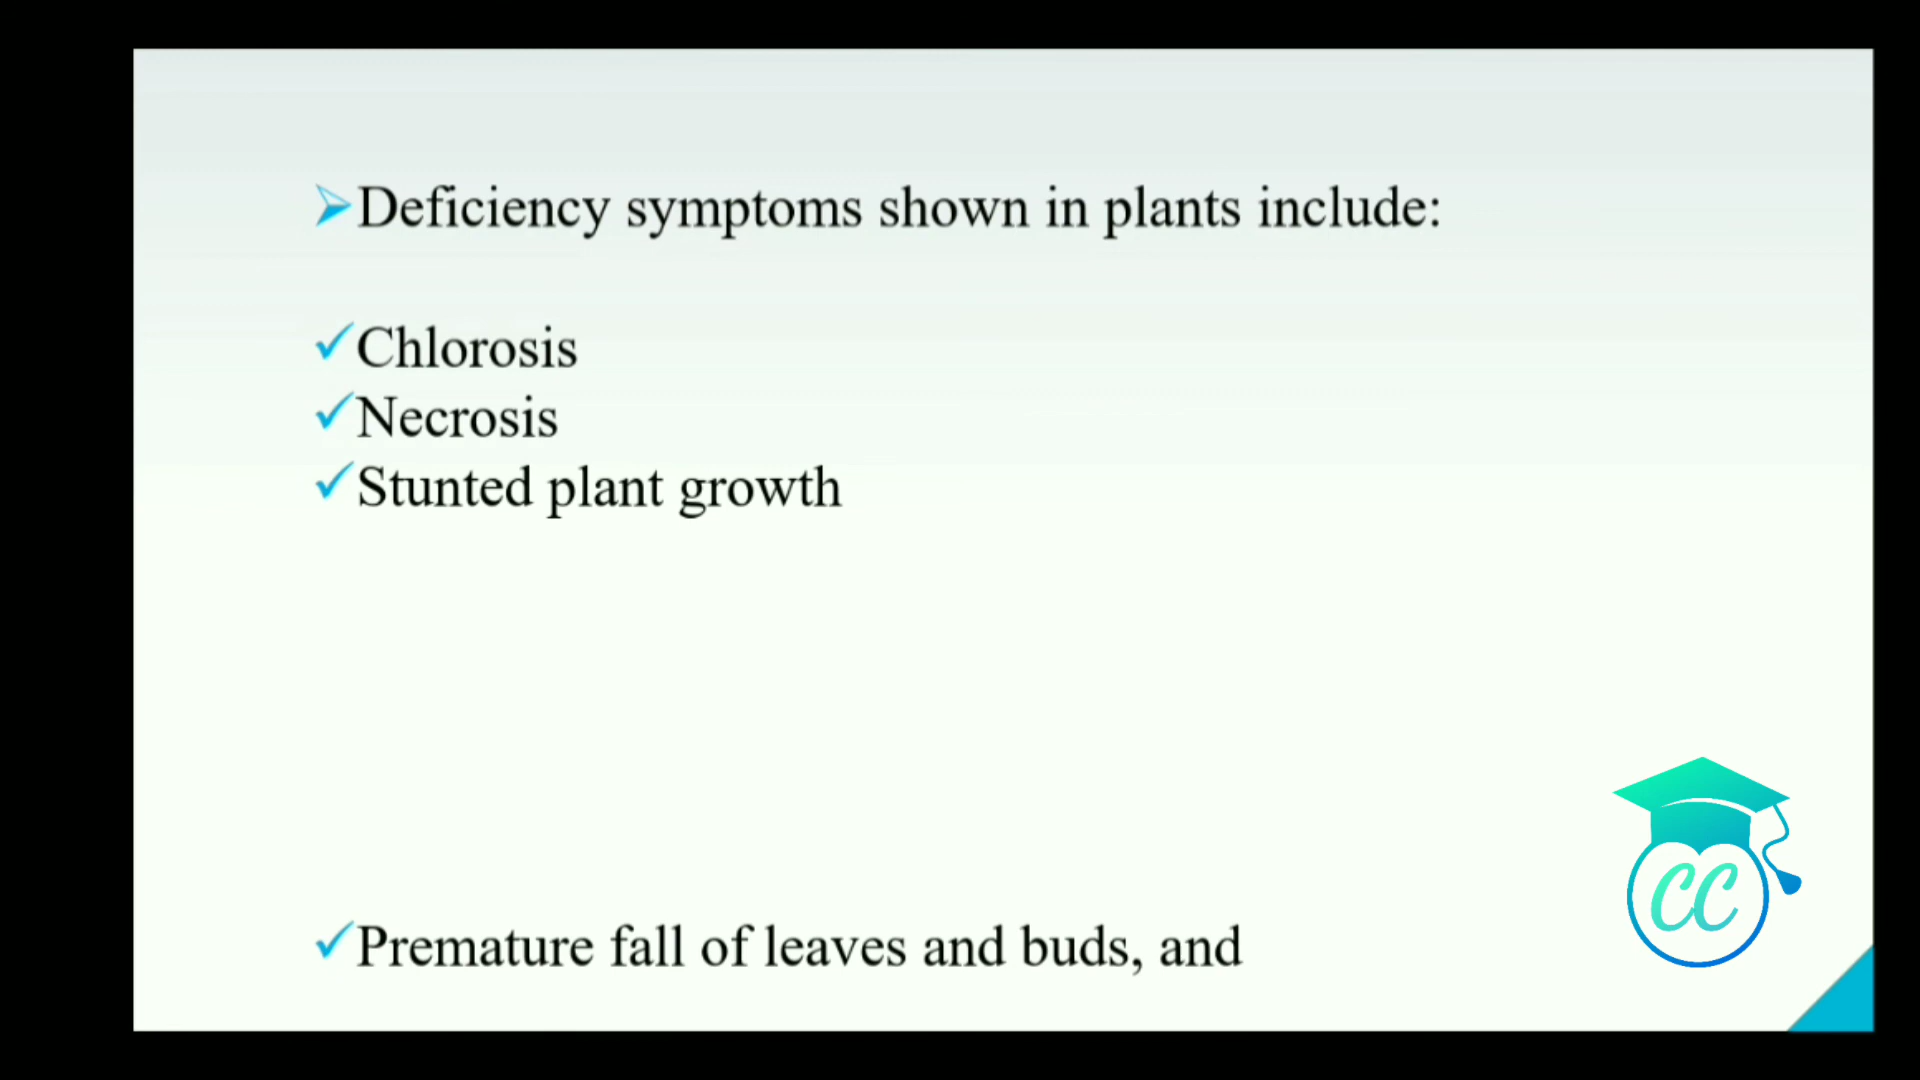 Deficiency symptoms shown in plants include:
Chlorosis
Necrosis
Stunted plant growth
Premature fall of leaves and buds, and
CC